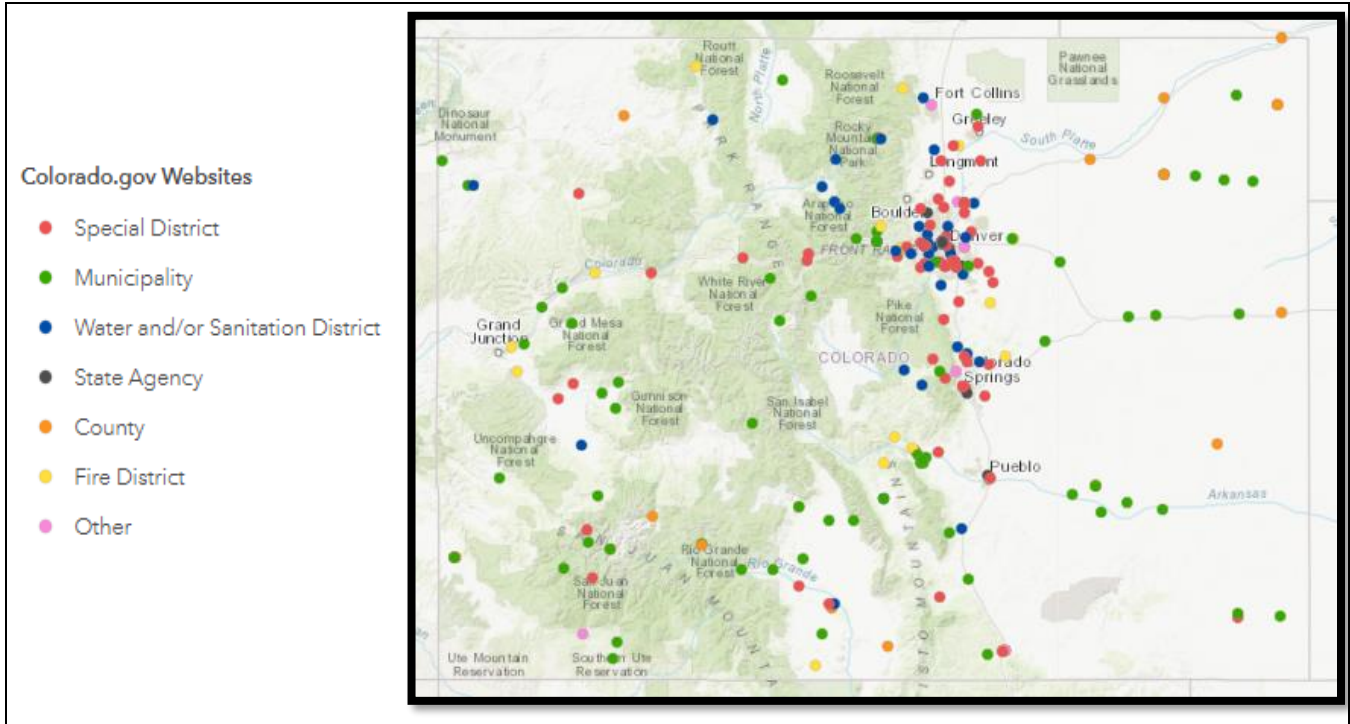 Colorado.gov Websites
Special District
Municipality
Water and/or Sanitation District
State Agency
County
Fire District
Other
Routt
National
Forest
North Platte
Roosevelt
National
Forest
Fort Collins
Pawnee
National
Grasslands
Dinosaur
National
Monument
Greeley
South Platte
Rocky
Mountain
National
Park
Longmont
PARK RANGE
Arapaho
National
Forest
Boulder
Denver
FRONT RA
Colorado
White River
National
Forest
Pike
National
Forest
Grand
Junction
Grand Mesa
National
Forest
COLORADO
Colorado
Springs
Gunnison
National
Forest
San Isabel
National
Forest
Uncompahgre
National
Forest
Pueblo
Arkansas
SAN JUAN MOUNTA
Rio Grande
National
Forest
Rio Grande
San Juan
National
Forest
Ute Mountain
Reservation
Southern Ute
Reservation